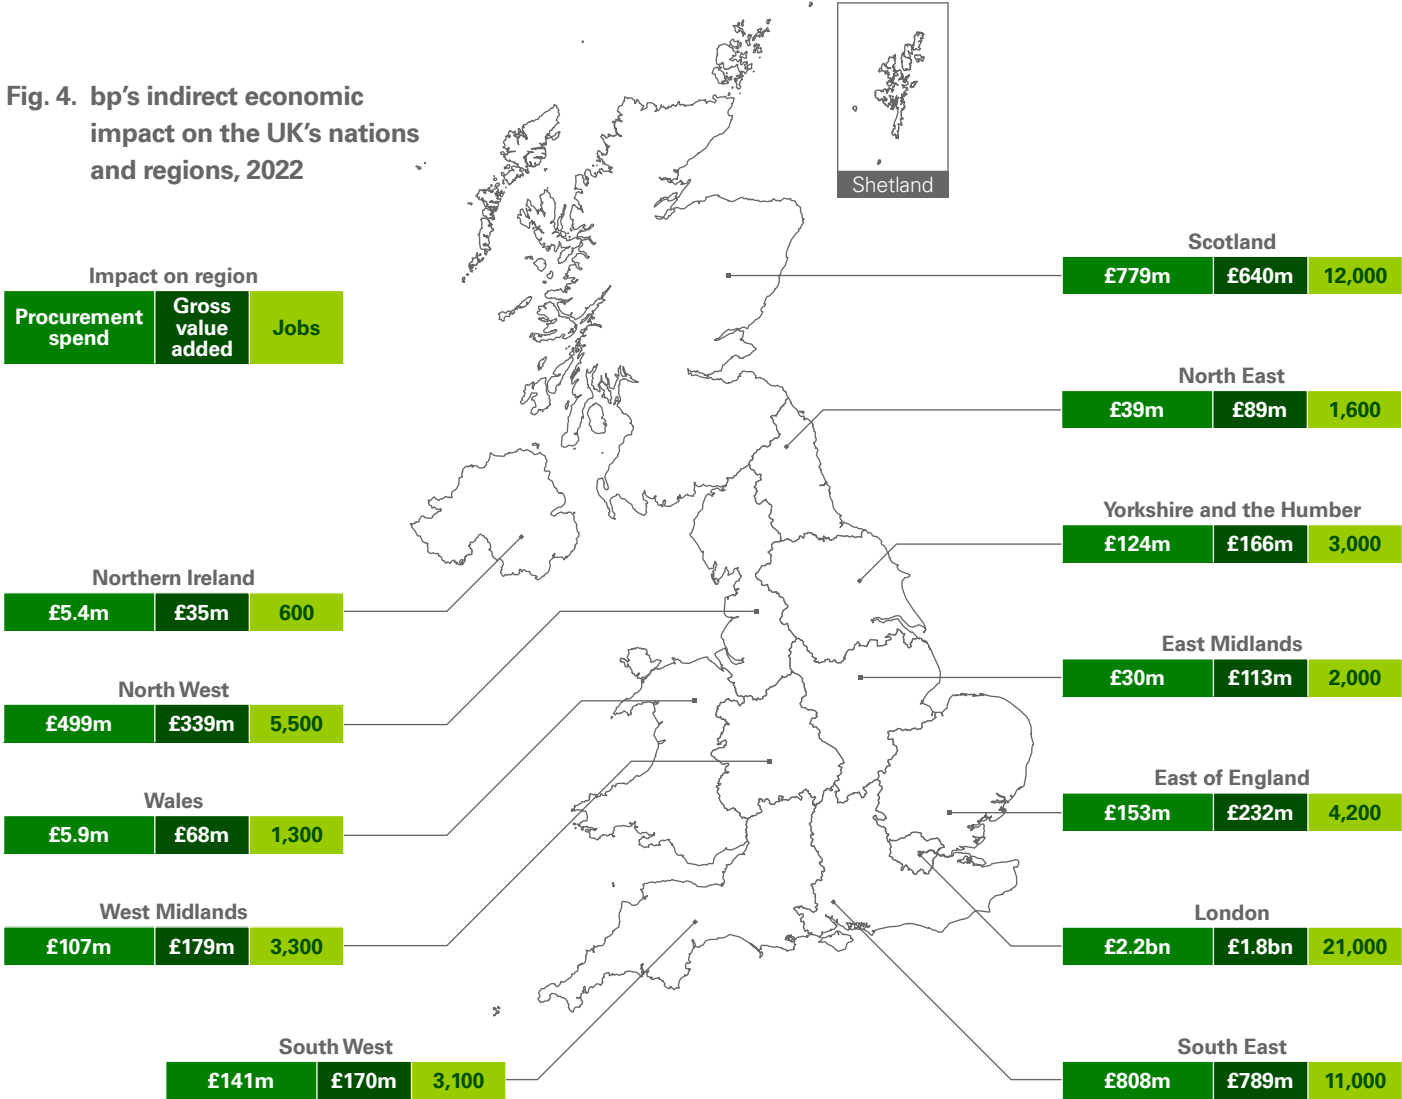 Fig. 4. bp's indirect economic
impact on the UK's nations
and regions, 2022
Shetland
Impact on region
Procurement
spend
Gross
value
added
Jobs
Scotland
£779m £640m 12,000
North East
£39m £89m 1,600
Yorkshire and the Humber
£124m £166m 3,000
East Midlands
£30m £113m 2,000
East of England
£153m £232m 4,200
London
£2.2bn £1.8bn 21,000
South East
£808m £789m 11,000
Northern Ireland
£5.4m £35m 600
North West
£499m £339m 5,500
Wales
£5.9m £68m 1,300
West Midlands
£107m £179m 3,300
South West
£141m £170m 3,100